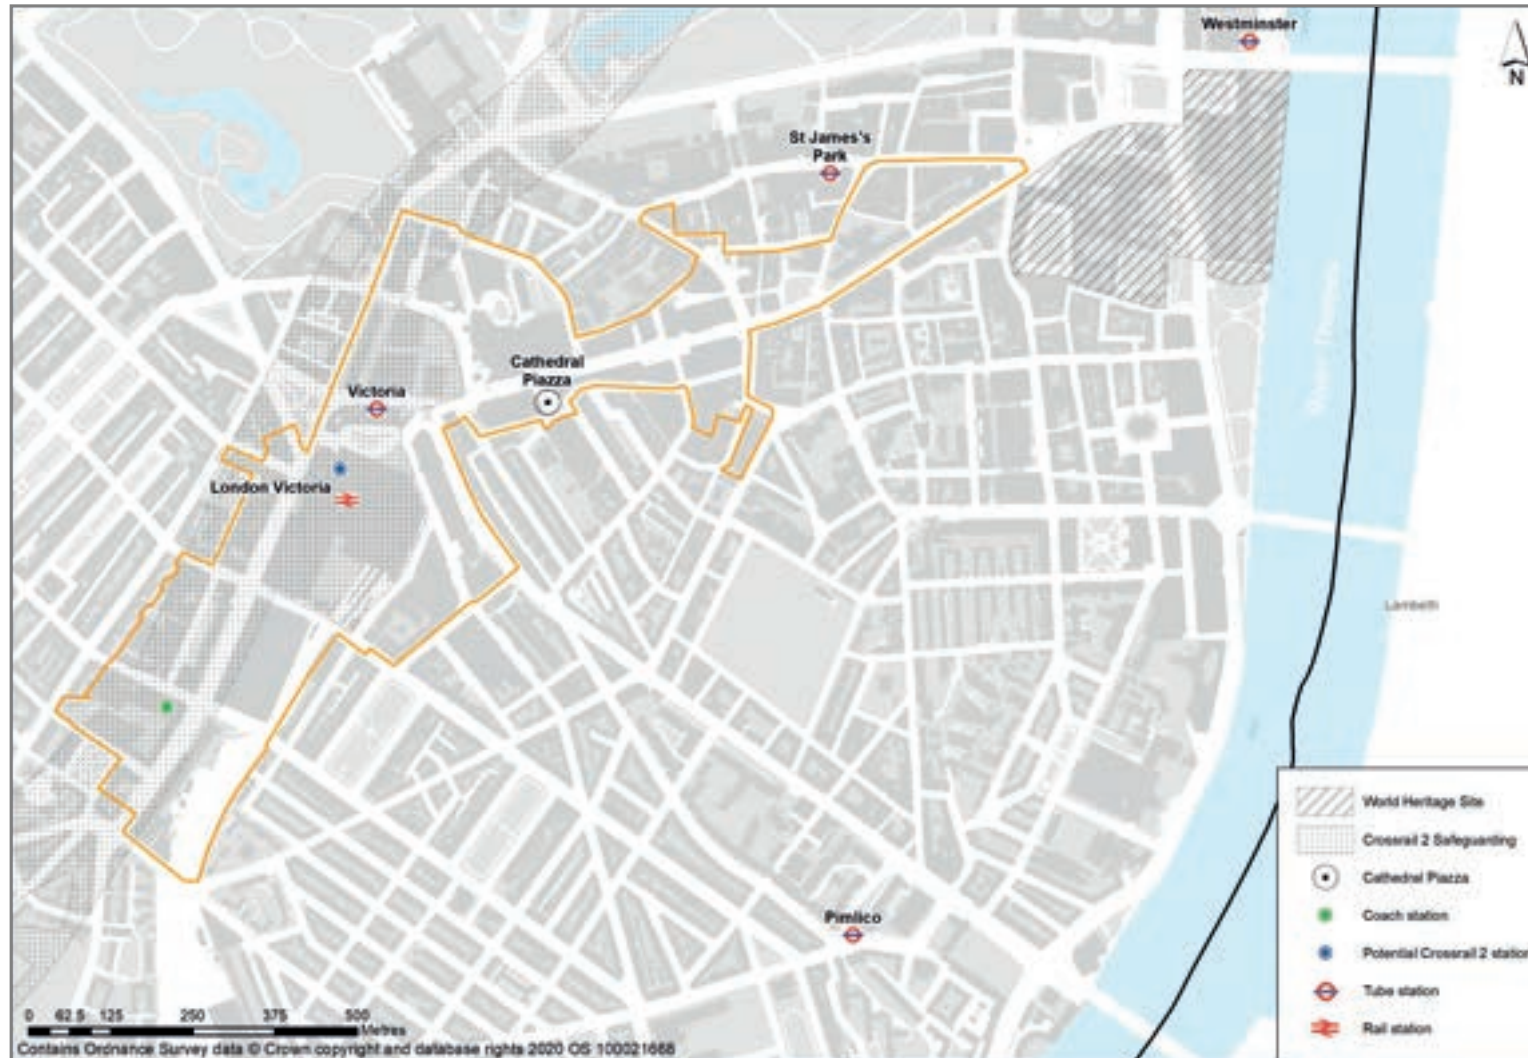 Westminster
N
St James's
Park
Cathedral
Piazza
Victoria
London Victoria
River Thames
Lambeth
Pimlico
World Heritage Site
Crossrail 2 Safeguarding
Cathedral Piazza
Coach station
Potential Crossrail 2 station
Tube station
Rail station
0 62.5 125 250 375 500
Metres
Contains Ordnance Survey data © Crown copyright and database rights 2020 OS 100021668